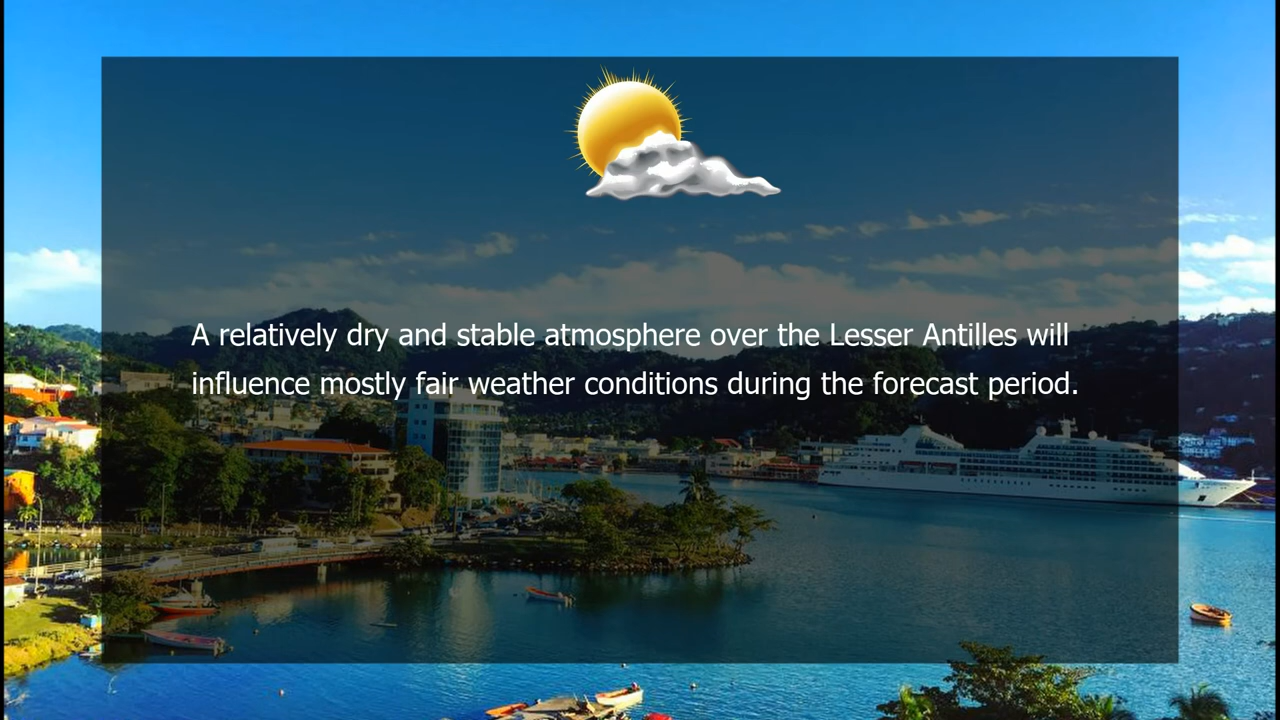 A relatively dry and stable atmosphere over the Lesser Antilles will
influence mostly fair weather conditions during the forecast period.